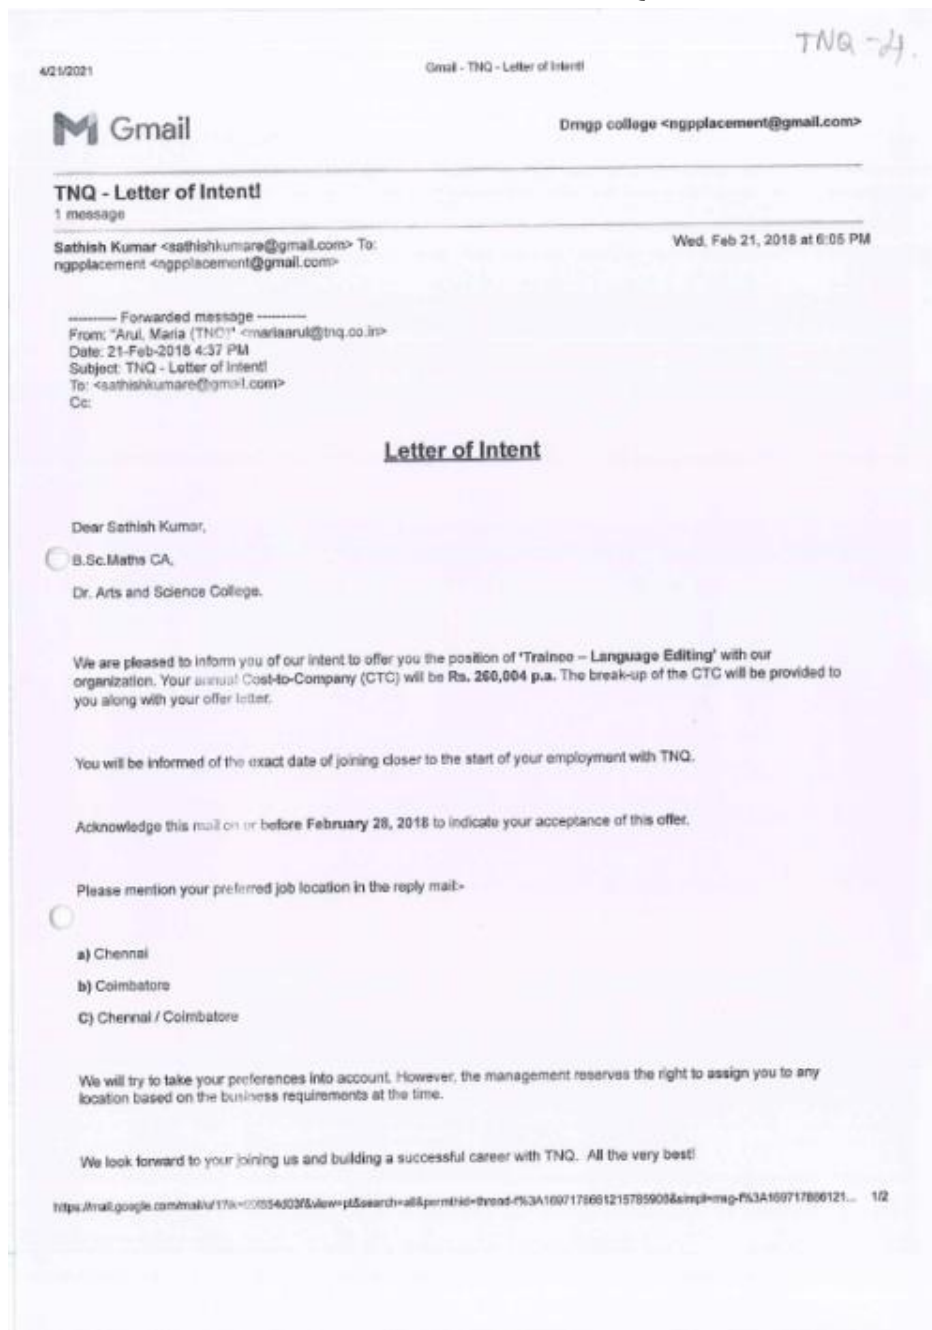 TNQ -4.
4/21/2021 Gmail - TNQ - Letter of Intent!
M Gmail
Drngp college <ngpplacement@gmail.com>
TNQ - Letter of Intent!
1 message
Sathish Kumar <sathishkumare@gmail.com> To:
ngpplacement <ngpplacement@gmail.com>
Wed, Feb 21, 2018 at 6:05 PM
---------- Forwarded message ----------
From: "Arul, Maria (TNQ)" <mariaarul@tnq.co.in>
Date: 21-Feb-2018 4:37 PM
Subject: TNQ - Letter of Intent!
To: <sathishkumare@gmail.com>
Cc:
Letter of Intent
Dear Sathish Kumar,
B.Sc.Maths CA,
Dr. Arts and Science College.
We are pleased to inform you of our intent to offer you the position of 'Trainee – Language Editing' with our
organization. Your annual Cost-to-Company (CTC) will be Rs. 260,004 p.a. The break-up of the CTC will be provided to
you along with your offer letter.
You will be informed of the exact date of joining closer to the start of your employment with TNQ.
Acknowledge this mail on or before February 28, 2018 to indicate your acceptance of this offer.
Please mention your preferred job location in the reply mail:-
a) Chennai
b) Coimbatore
C) Chennai / Coimbatore
We will try to take your preferences into account. However, the management reserves the right to assign you to any
location based on the business requirements at the time.
We look forward to your joining us and building a successful career with TNQ. All the very best!
1/2